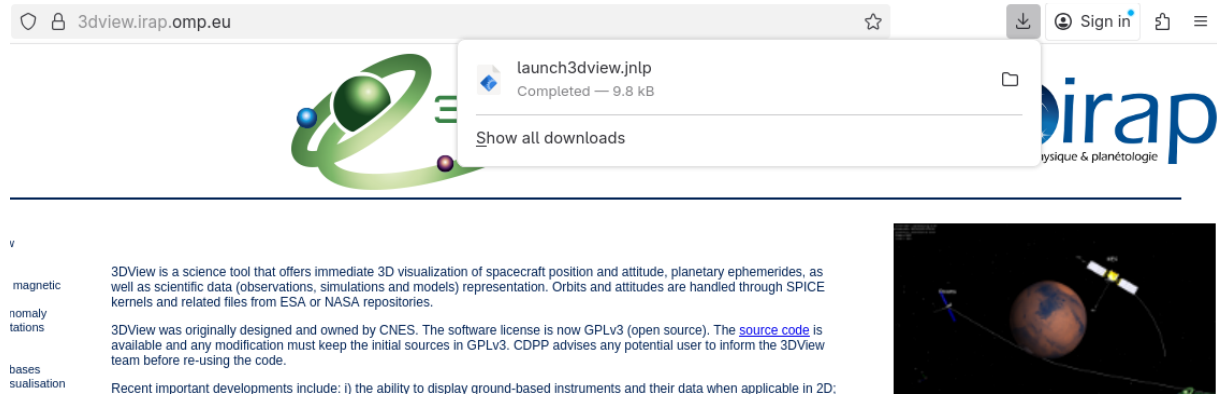 3dview.irap.omp.eu
Sign in
launch3dview.jnlp
Completed — 9.8 kB
Show all downloads
3
irap
physique & planétologie
w
magnetic
nomaly
tations
bases
sualisation
3DView is a science tool that offers immediate 3D visualization of spacecraft position and attitude, planetary ephemerides, as
well as scientific data (observations, simulations and models) representation. Orbits and attitudes are handled through SPICE
kernels and related files from ESA or NASA repositories.
3DView was originally designed and owned by CNES. The software license is now GPLv3 (open source). The source code is
available and any modification must keep the initial sources in GPLv3. CDPP advises any potential user to inform the 3DView
team before re-using the code.
Recent important developments include: i) the ability to display ground-based instruments and their data when applicable in 2D;